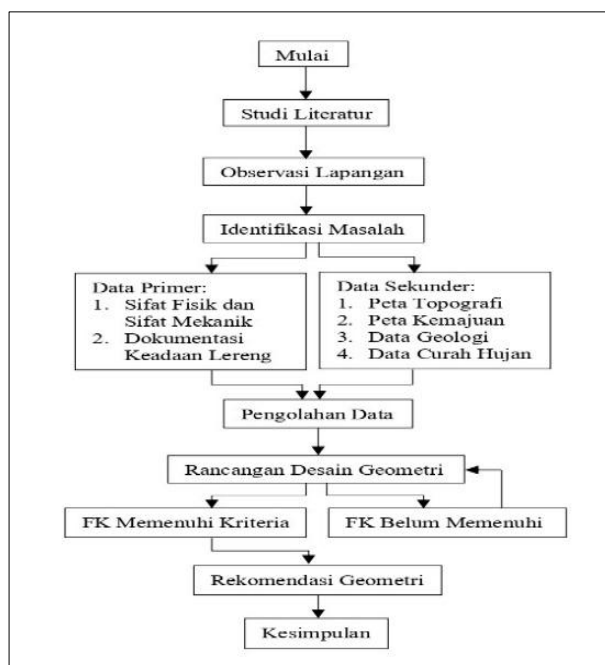 Mulai
Studi Literatur
Observasi Lapangan
Identifikasi Masalah
Data Primer:
1. Sifat Fisik dan
Sifat Mekanik
2. Dokumentasi
Keadaan Lereng
Data Sekunder:
1. Peta Topografi
2. Peta Kemajuan
3. Data Geologi
4. Data Curah Hujan
Pengolahan Data
Rancangan Desain Geometri
FK Memenuhi Kriteria
FK Belum Memenuhi
Rekomendasi Geometri
Kesimpulan